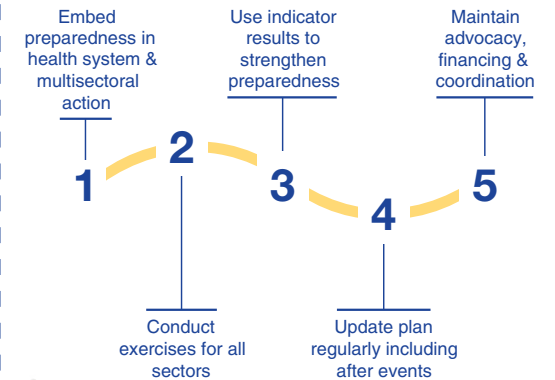 Embed
preparedness in
health system &
multisectoral
action
1
2
Conduct
exercises for all
sectors
Use indicator
results to
strengthen
preparedness
3
4
Update plan
regularly including
after events
Maintain
advocacy,
financing &
coordination
5